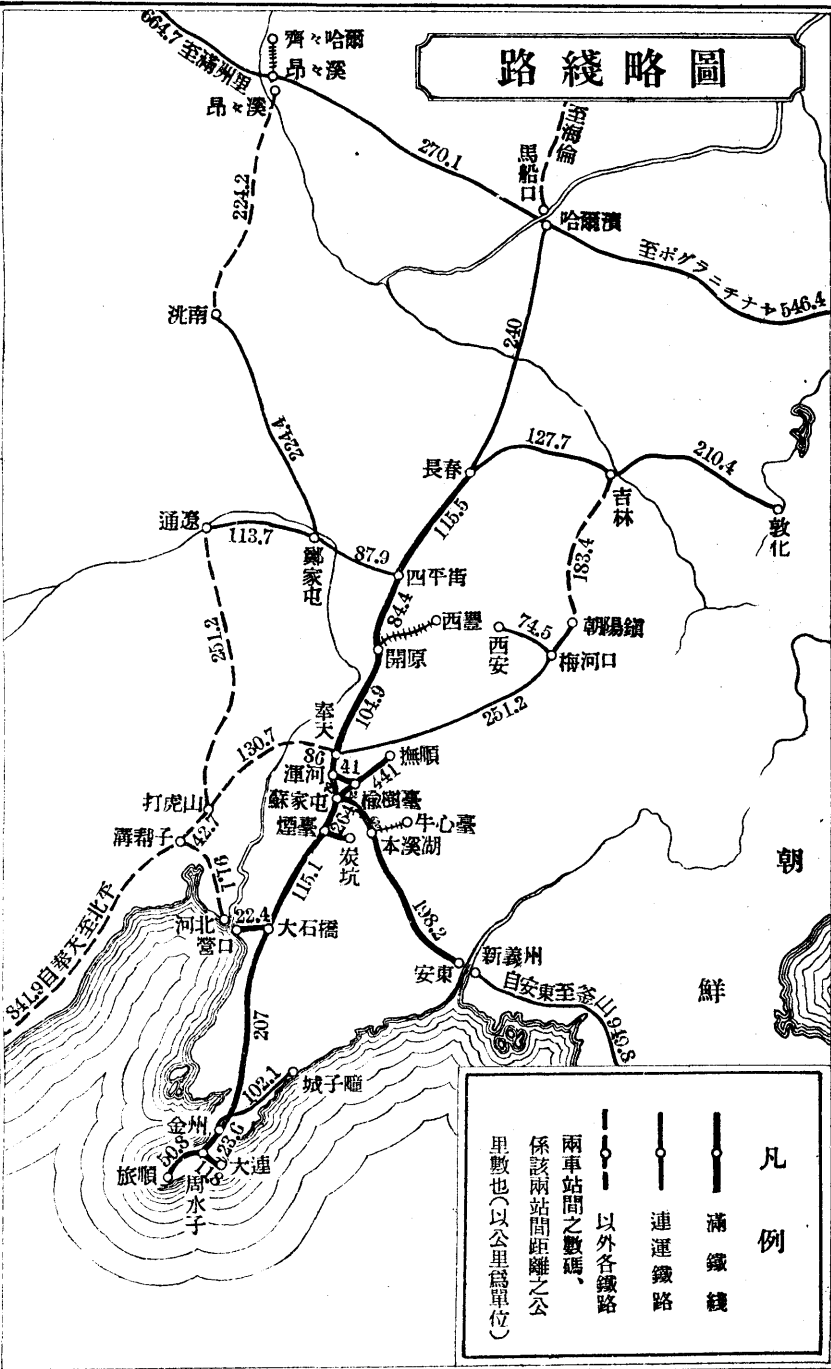 圖略綫路
664.7 至滿洲里
齊々哈爾
昂々溪
昂々溪
至海倫
馬船口
270.1
哈爾濱
224.2
至ポグラニチナヤ 546.4
洮南
240
224.4
127.7
210.4
長春
吉林
敦化
115.5
通遼
113.7
鄭家屯
87.9
四平街
183.4
84.4
西豐
朝陽鎮
74.5
西安
梅河口
開原
251.2
104.9
251.2
奉天
130.7
86
41
撫順
渾河
441
打虎山
蘇家屯
榆樹臺
264
42.7
溝帮子
煙臺
牛心臺
本溪湖
炭坑
115.1
朝鮮
河北
22.4
大石橋
營口
198.2
安東
新義州
自安東至釜山 949.8
841.9自奉天至北平
207
102.1
城子疃
金州
23.6
50.8
大連
旅順
周水子
凡例
滿鐵綫
連運鐵路
以外各鐵路
兩車站間之數碼、
係該兩站間距離之公
里數也(以公里爲單位)